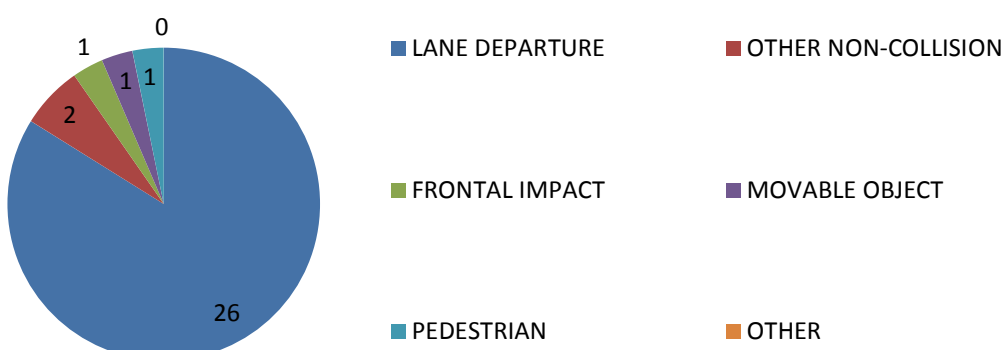 0
1
1
1
2
26
LANE DEPARTURE
OTHER NON-COLLISION
FRONTAL IMPACT
MOVABLE OBJECT
PEDESTRIAN
OTHER